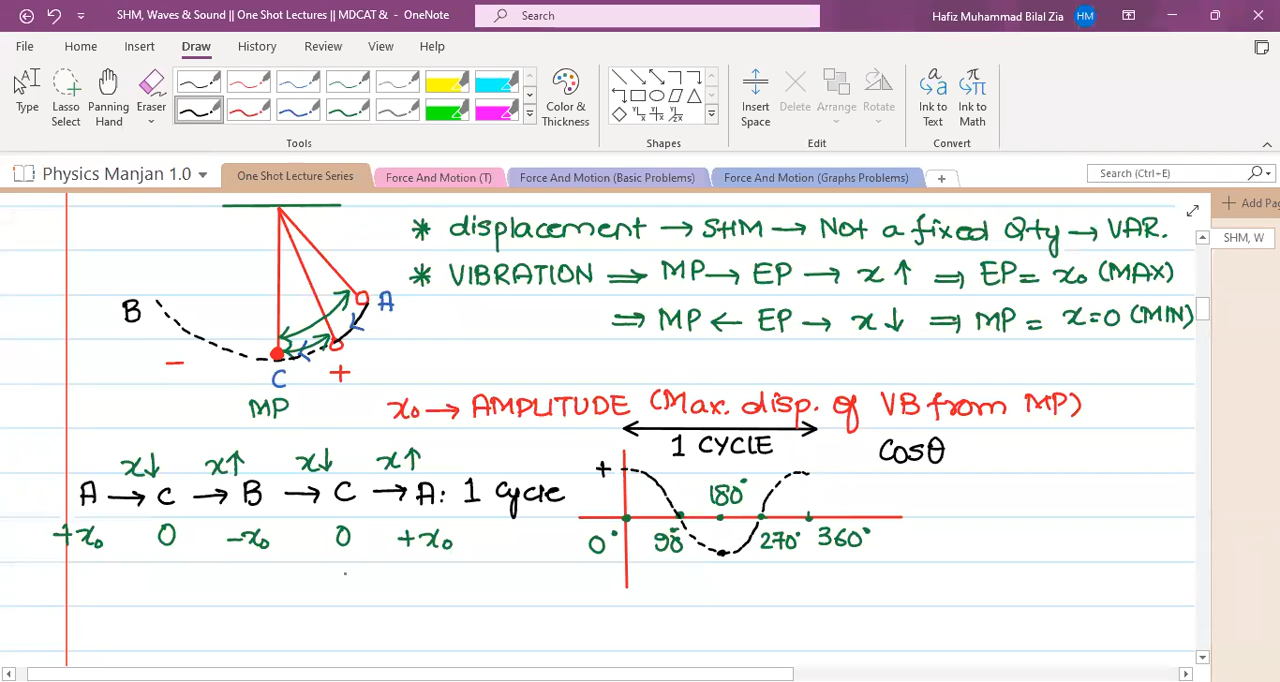 SHM, Waves & Sound || One Shot Lectures || MDCAT & - OneNote
Search
Hafiz Muhammad Bilal Zia
HM
File Home Insert Draw History Review View Help
Type Lasso Select Panning Hand Eraser Color & Thickness Insert Space Delete Arrange Rotate Ink to Text Ink to Math
Tools Shapes Edit Convert
Physics Manjan 1.0 One Shot Lecture Series Force And Motion (T) Force And Motion (Basic Problems) Force And Motion (Graphs Problems) Search (Ctrl+E)
Add Pag
SHM, W
* displacement → SHM → Not a fixed Qty → VAR.
* VIBRATION ⇒ MP → EP → x↑ ⇒ EP = x₀ (MAX)
⇒ MP ← EP → x↓ ⇒ MP = x=0 (MIN)
B A
− C +
MP
x₀ → AMPLITUDE (Max. disp. of VB from MP)
1 CYCLE cosθ
x↓ x↑ x↓ x↑
A → C → B → C → A: 1 cycle
+x₀ 0 −x₀ 0 +x₀
+
180°
0° 90° 270° 360°